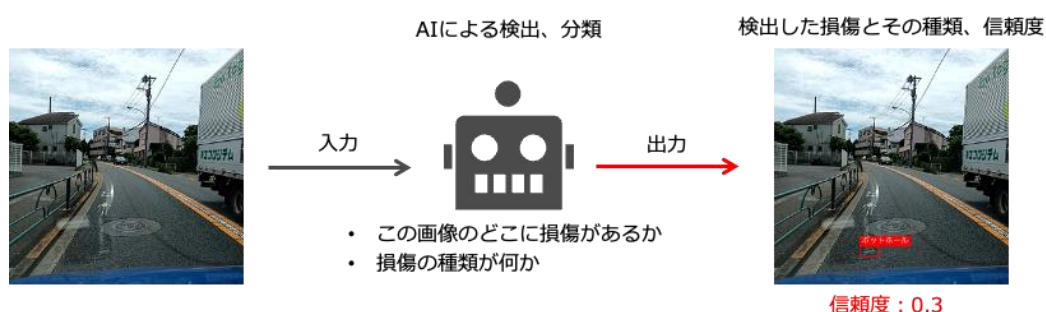 AIによる検出、分類
検出した損傷とその種類、信頼度
入力
出力
• この画像のどこに損傷があるか
• 損傷の種類が何か
ポットホール
信頼度：0.3